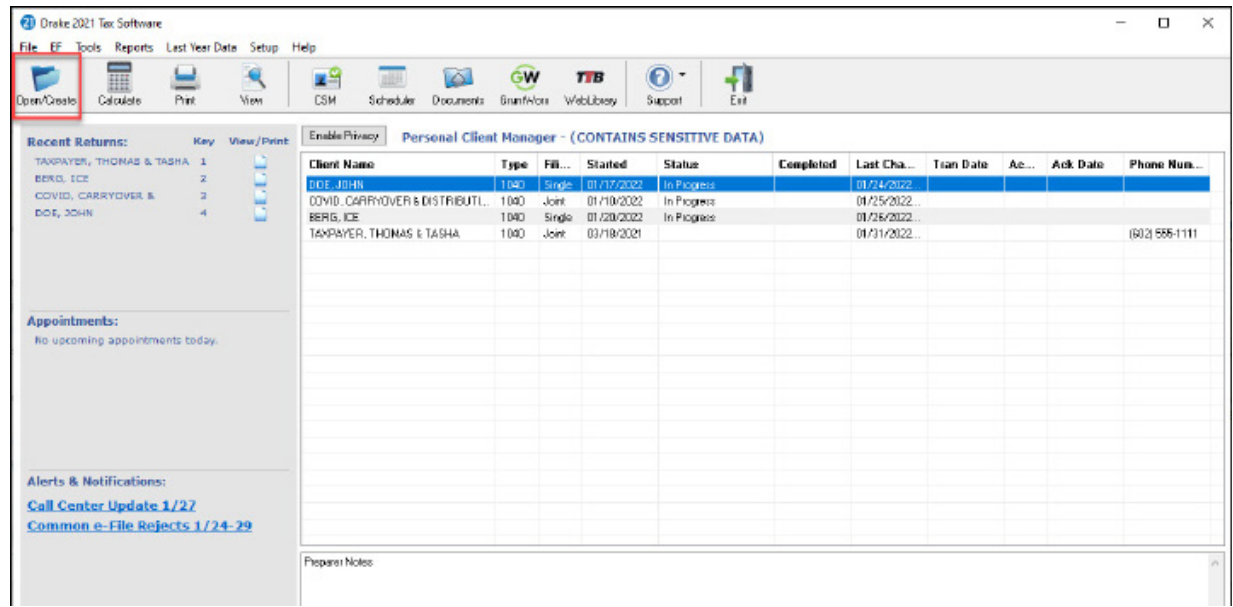 Drake 2021 Tax Software
File EF Tools Reports Last Year Data Setup Help
Open/Create Calculate Print View CSM Scheduler Documents GruntWorx WebLibrary Support Exit
GW TTB
Recent Returns: Key View/Print
TAXPAYER, THOMAS & TASHA 1
BERG, ICE 2
COVID, CARRYOVER & 3
DOE, JOHN 4
Appointments:
No upcoming appointments today.
Alerts & Notifications:
Call Center Update 1/27
Common e-File Rejects 1/24-29
Enable Privacy Personal Client Manager - (CONTAINS SENSITIVE DATA)
Client Name Type Fili... Started Status Completed Last Cha... Tran Date Ac... Ack Date Phone Num...
DOE, JOHN 1040 Single 01/17/2022 In Progress 01/24/2022...
COVID, CARRYOVER & DISTRIBUTI... 1040 Joint 01/10/2022 In Progress 01/25/2022...
BERG, ICE 1040 Single 01/20/2022 In Progress 01/26/2022...
TAXPAYER, THOMAS & TASHA 1040 Joint 03/18/2021 01/31/2022... (602) 555-1111
Preparer Notes